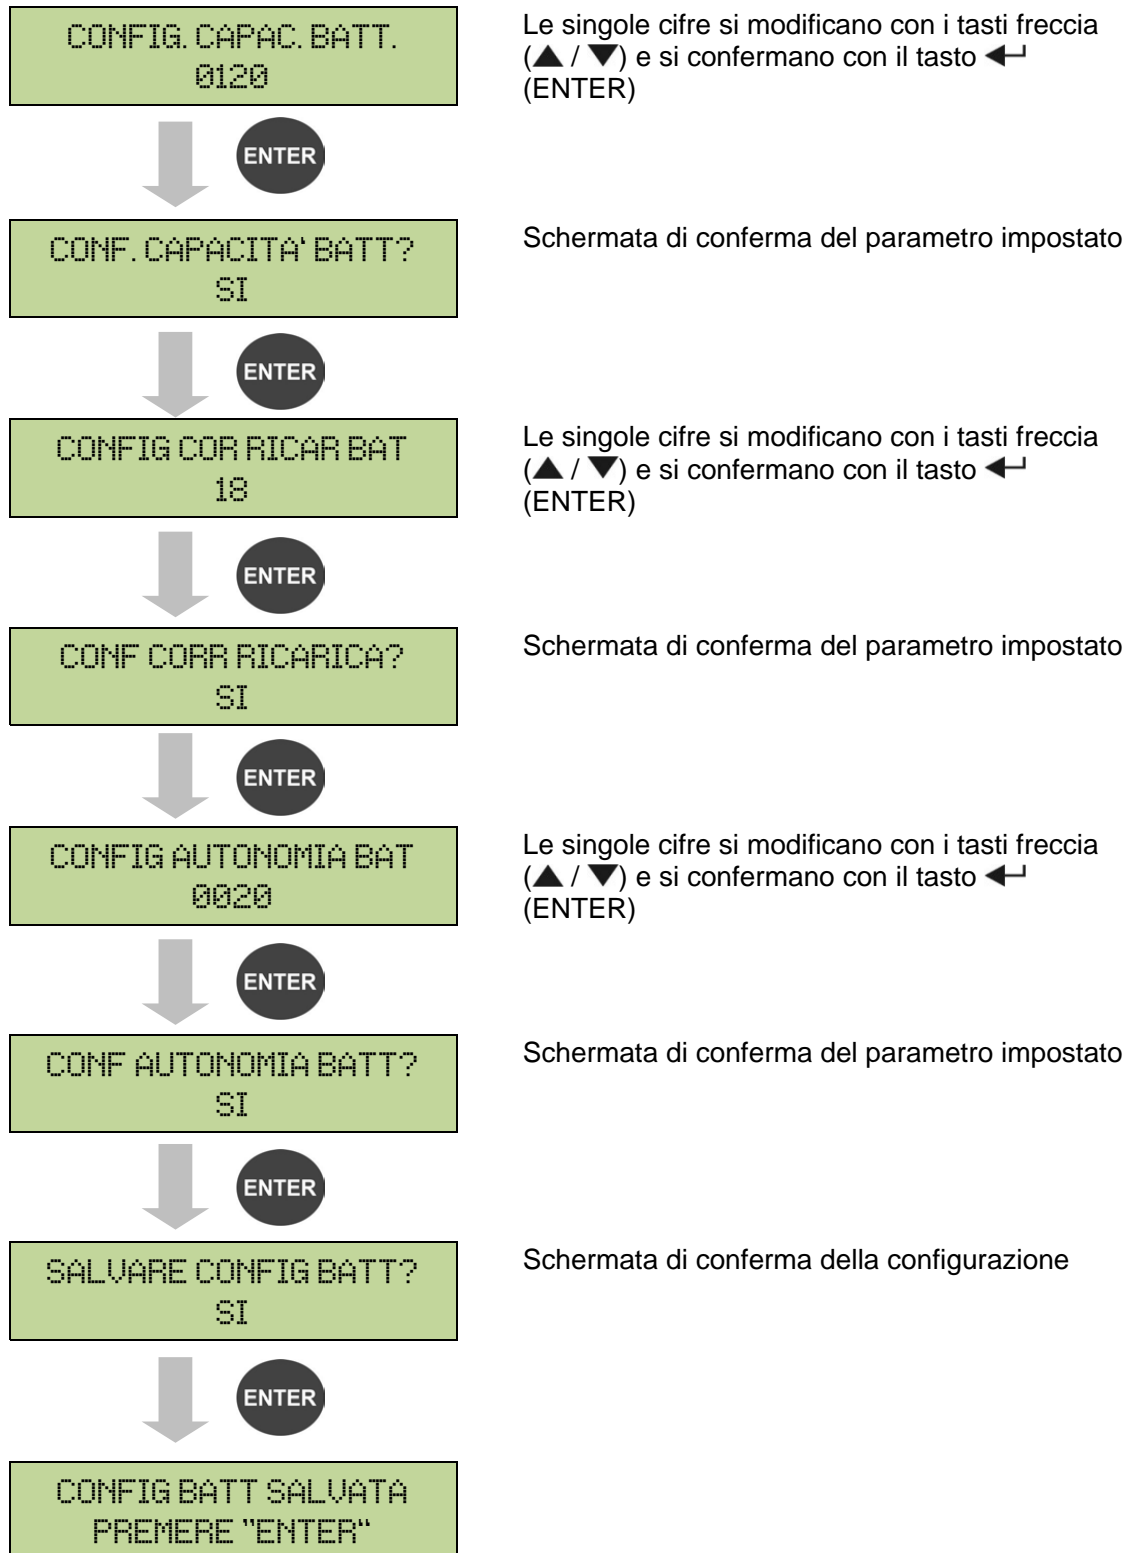 CONFIG. CAPAC. BATT.
0120
Le singole cifre si modificano con i tasti freccia
(▲ / ▼) e si confermano con il tasto ↵
(ENTER)
ENTER
CONF. CAPACITA' BATT?
SI
Schermata di conferma del parametro impostato
ENTER
CONFIG COR RICAR BAT
18
Le singole cifre si modificano con i tasti freccia
(▲ / ▼) e si confermano con il tasto ↵
(ENTER)
ENTER
CONF CORR RICARICA?
SI
Schermata di conferma del parametro impostato
ENTER
CONFIG AUTONOMIA BAT
0020
Le singole cifre si modificano con i tasti freccia
(▲ / ▼) e si confermano con il tasto ↵
(ENTER)
ENTER
CONF AUTONOMIA BATT?
SI
Schermata di conferma del parametro impostato
ENTER
SALVARE CONFIG BATT?
SI
Schermata di conferma della configurazione
ENTER
CONFIG BATT SALVATA
PREMERE "ENTER"